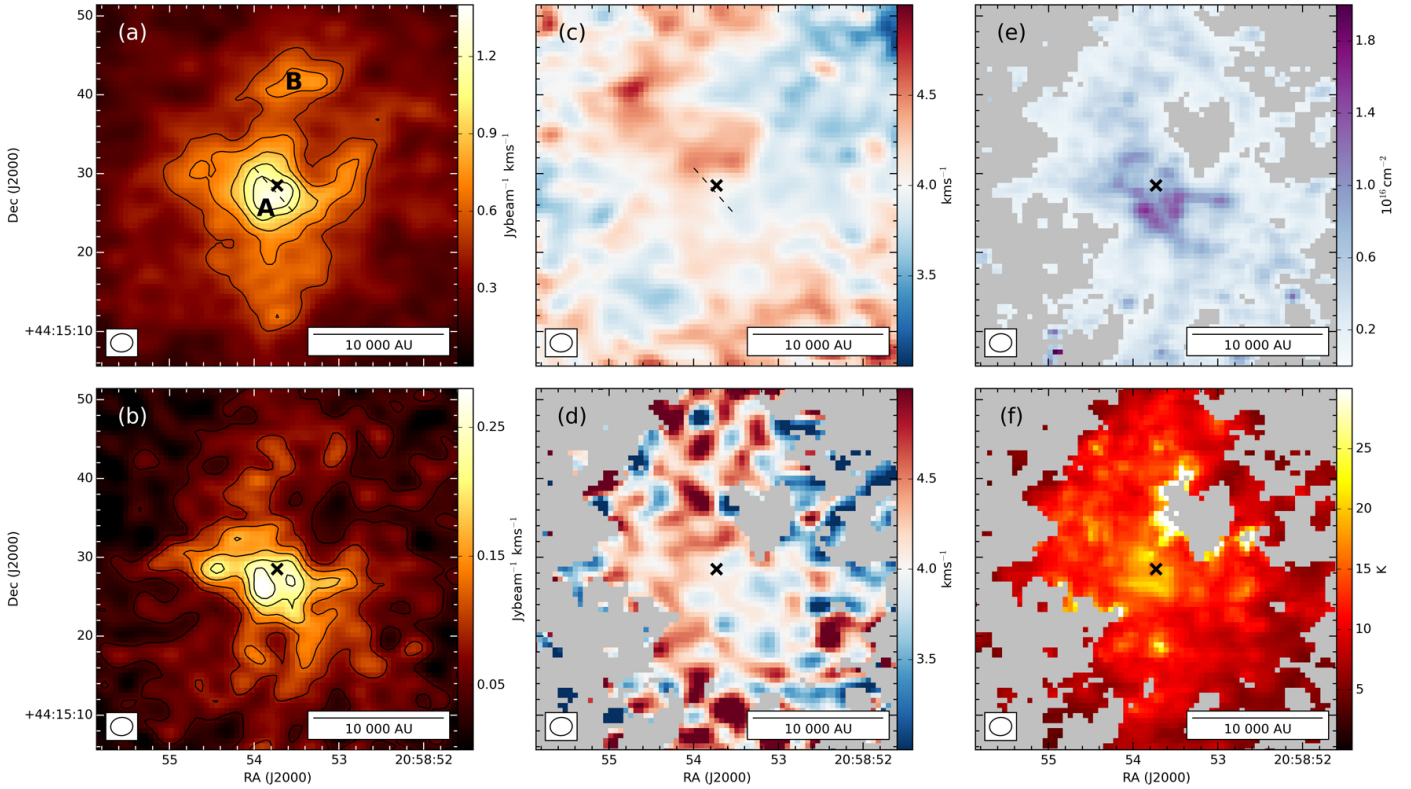 (a)
B
A
50
40
30
20
+44:15:10
Dec (J2000)
10 000 AU
1.2
0.9
0.6
0.3
Jybeam⁻¹ kms⁻¹
(c)
10 000 AU
4.5
4.0
3.5
kms⁻¹
(e)
10 000 AU
1.8
1.4
1.0
0.6
0.2
10¹⁶cm⁻²
(b)
50
40
30
20
+44:15:10
Dec (J2000)
10 000 AU
55
54
53
20:58:52
RA (J2000)
0.25
0.15
0.05
Jybeam⁻¹ kms⁻¹
(d)
10 000 AU
55
54
53
20:58:52
RA (J2000)
4.5
4.0
3.5
kms⁻¹
(f)
10 000 AU
55
54
53
20:58:52
RA (J2000)
25
20
15
10
5
K